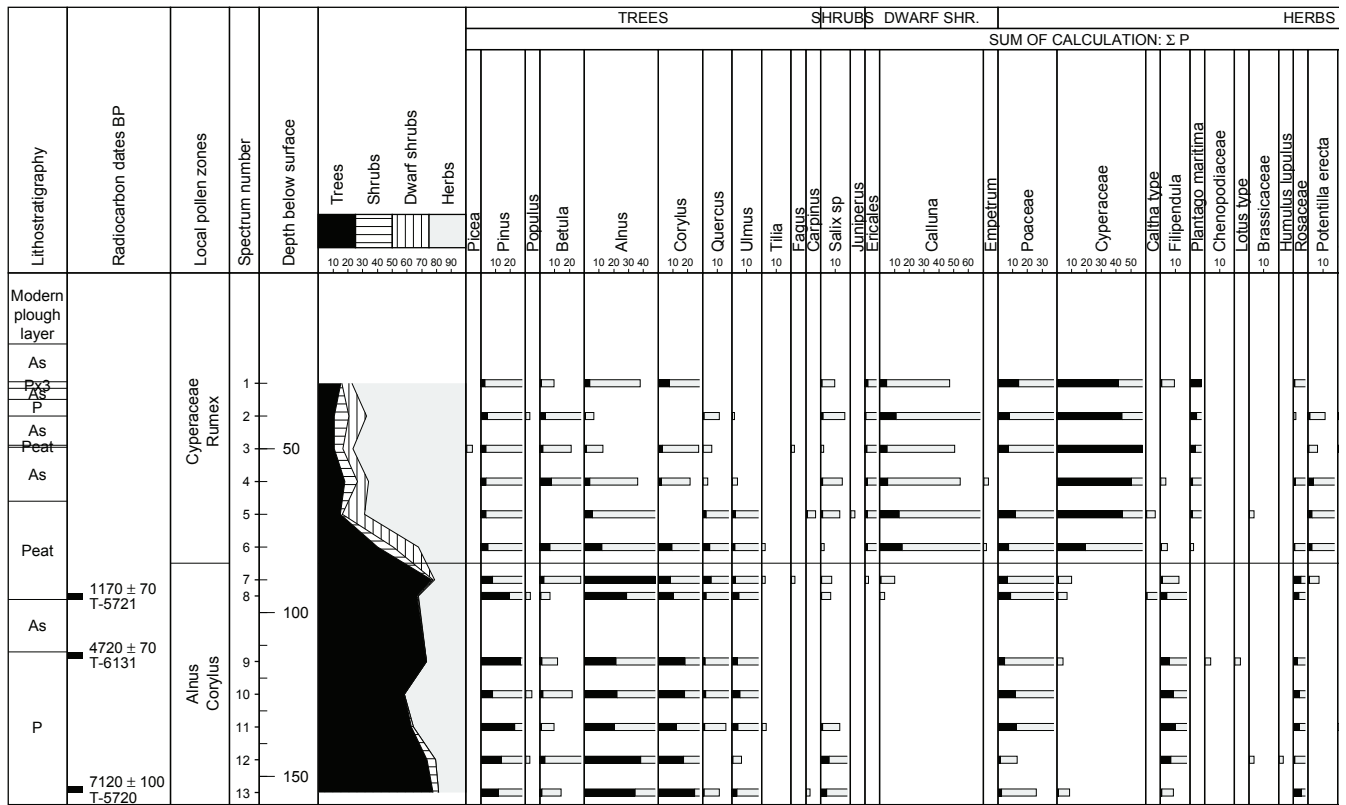 TREES SHRUBS DWARF SHR. HERBS
SUM OF CALCULATION: Σ P
Lithostratigraphy
Radiocarbon dates BP
Local pollen zones
Spectrum number
Depth below surface
Trees
Shrubs
Dwarf shrubs
Herbs
Picea
Pinus
Populus
Betula
Alnus
Corylus
Quercus
Ulmus
Tilia
Fagus
Carpinus
Salix sp
Juniperus
Ericales
Calluna
Empetrum
Poaceae
Cyperaceae
Caltha type
Filipendula
Plantago maritima
Chenopodiaceae
Lotus type
Brassicaceae
Humulus lupulus
Rosaceae
Potentilla erecta
10 20 30 40 50 60 70 80 90 10 20 10 20 10 20 30 40 10 20 10 10 10 10 10 20 30 40 50 60 10 20 30 10 20 30 40 50 10 10 10 10
Modern
plough
layer
As
Px3
As
P
As
Peat
As
Peat
As
P
1170 ± 70
T-5721
4720 ± 70
T-6131
7120 ± 100
T-5720
Cyperaceae
Rumex
Alnus
Corylus
1
2
3
4
5
6
7
8
9
10
11
12
13
50
100
150